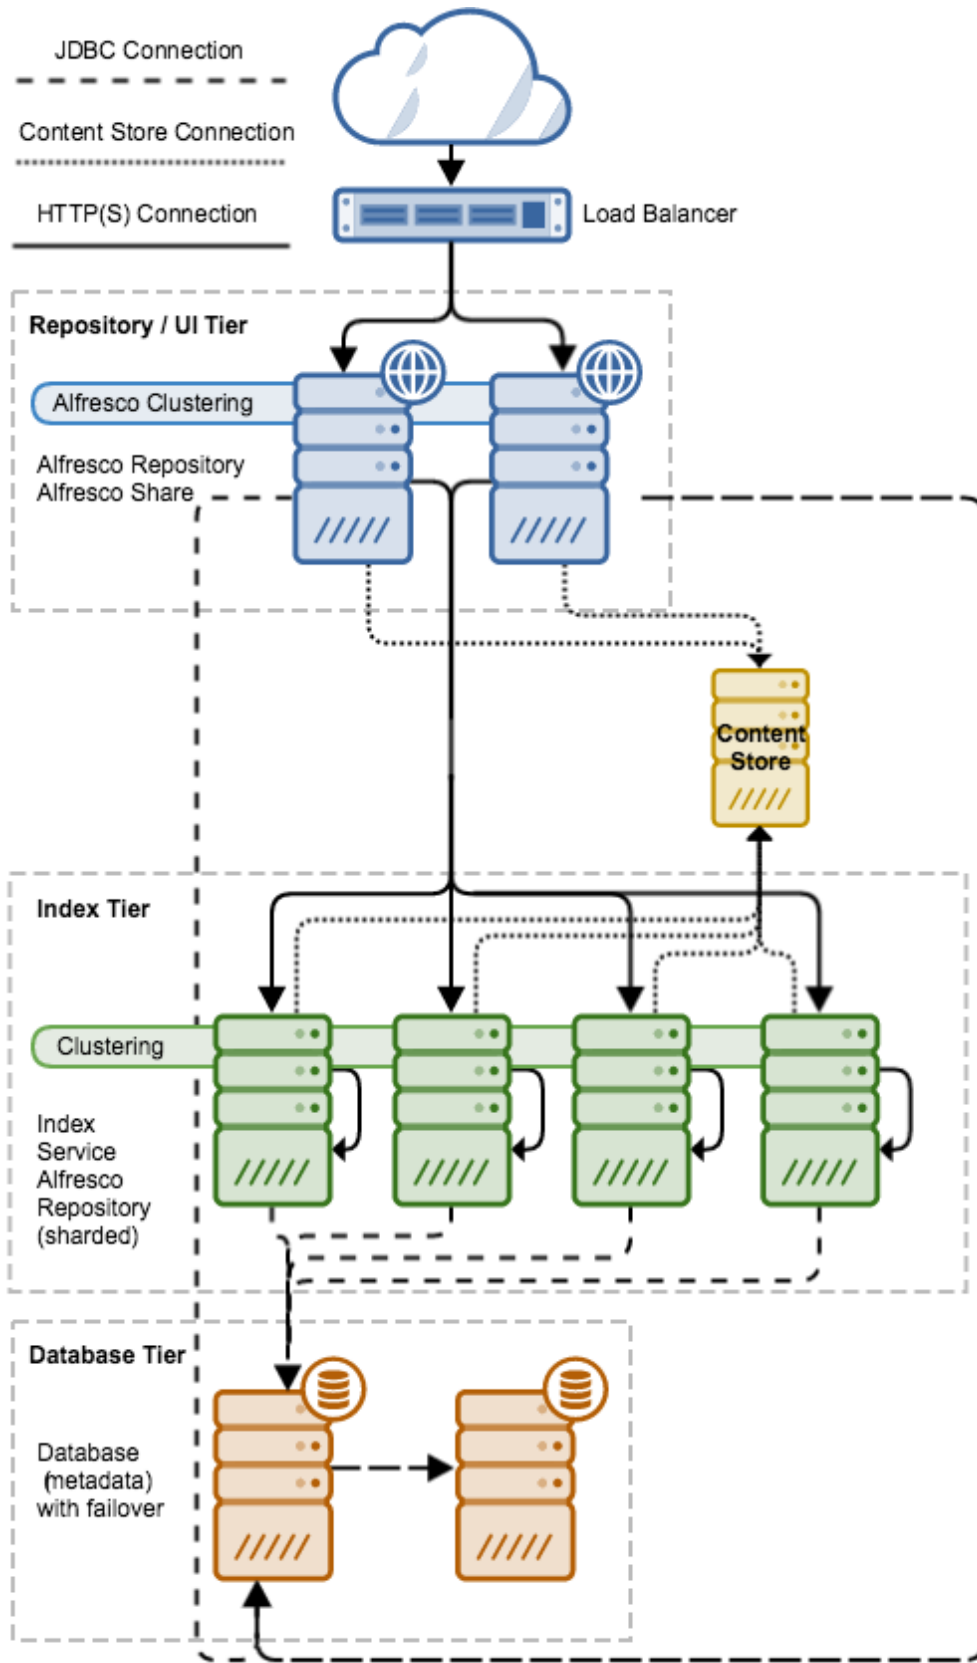 JDBC Connection
Content Store Connection
HTTP(S) Connection
Load Balancer
Repository / UI Tier
Alfresco Clustering
Alfresco Repository
Alfresco Share
Content
Store
Index Tier
Clustering
Index
Service
Alfresco
Repository
(sharded)
Database Tier
Database
(metadata)
with failover